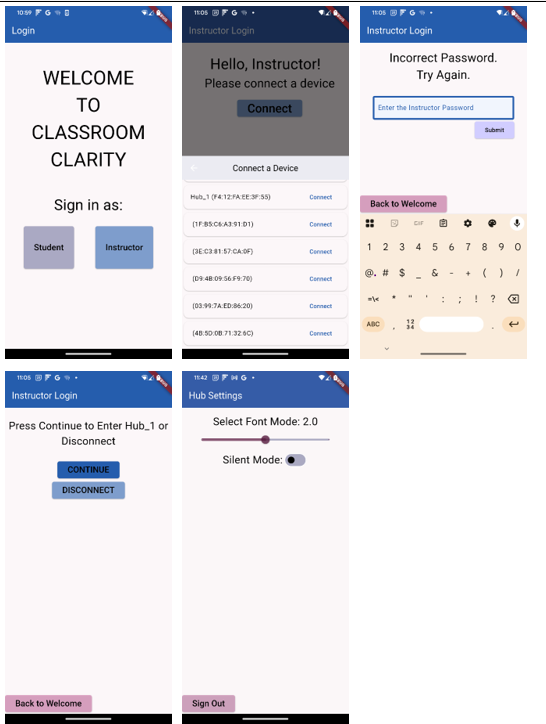 10:59
Login
WELCOME
TO
CLASSROOM
CLARITY
Sign in as:
Student
Instructor
11:05
Instructor Login
Hello, Instructor!
Please connect a device
Connect
Connect a Device
Hub_1 (F4:12:FA:EE:3F:55) Connect
(1F:B5:C6:A3:91:D1) Connect
(3E:C3:81:57:CA:0F) Connect
(D9:4B:09:56:F9:70) Connect
(03:99:7A:ED:86:20) Connect
(4B:5D:0B:71:32:6C) Connect
11:05
Instructor Login
Incorrect Password.
Try Again.
Enter the Instructor Password
Submit
Back to Welcome
GIF
1 2 3 4 5 6 7 8 9 0
@ # $ _ & - + ( ) /
=\< * " ' : ; ! ?
ABC , 12 34 .
11:05
Instructor Login
Press Continue to Enter Hub_1 or
Disconnect
CONTINUE
DISCONNECT
Back to Welcome
11:42
Hub Settings
Select Font Mode: 2.0
Silent Mode:
Sign Out